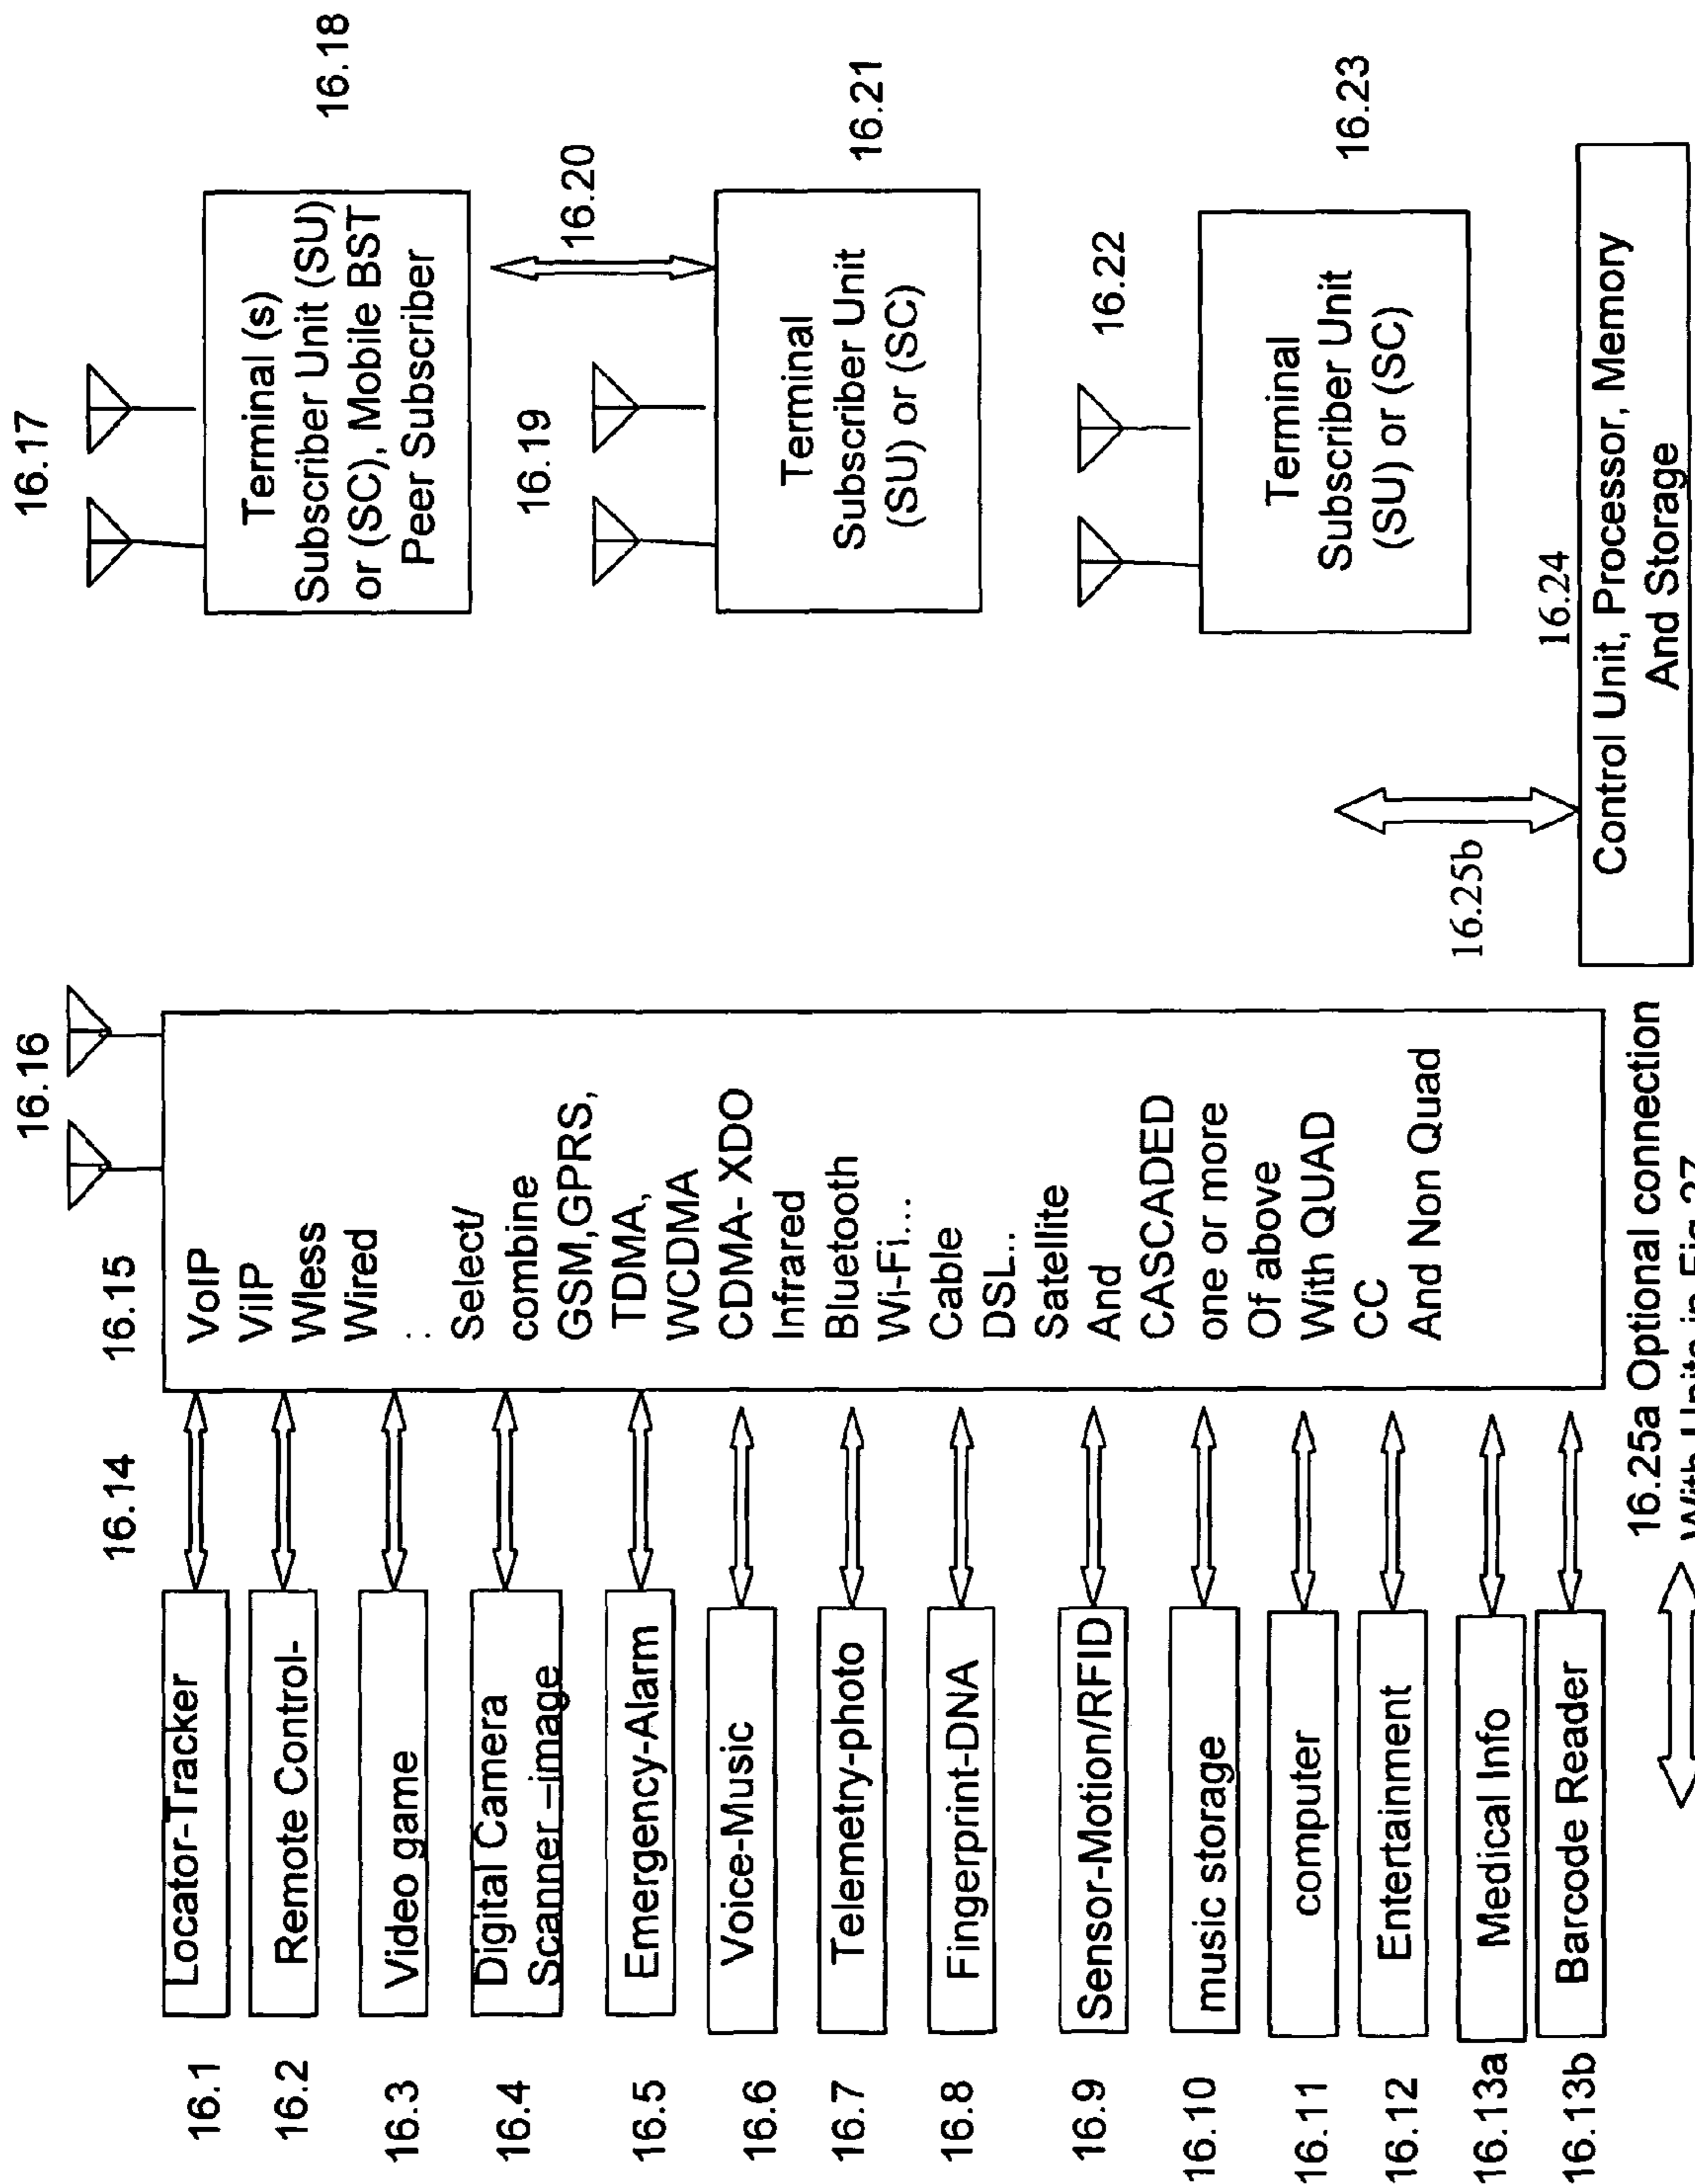 16.1
Locator-Tracker
16.2
Remote Control-
16.3
Video game
16.4
Digital Camera
Scanner –image
16.5
Emergency-Alarm
16.6
Voice-Music
16.7
Telemetry-photo
16.8
Fingerprint-DNA
16.9
Sensor-Motion/RFID
16.10
music storage
16.11
computer
16.12
Entertainment
16.13a
Medical Info
16.13b
Barcode Reader
16.14
16.15
16.16
VoIP
ViIP
Wless
Wired
:
Select/
combine
GSM,GPRS,
TDMA,
WCDMA
CDMA- XDO
Infrared
Bluetooth
Wi-Fi...
Cable
DSL..
Satellite
And
CASCADED
one or more
Of above
With QUAD
CC
And Non Quad
16.25a Optional connection
With Units in Fig.27
16.17
Terminal (s)
Subscriber Unit (SU)
or (SC), Mobile BST
Peer Subscriber
16.18
16.20
16.19
Terminal
Subscriber Unit
(SU) or (SC)
16.21
16.22
Terminal
Subscriber Unit
(SU) or (SC)
16.23
16.25b
16.24
Control Unit, Processor, Memory
And Storage